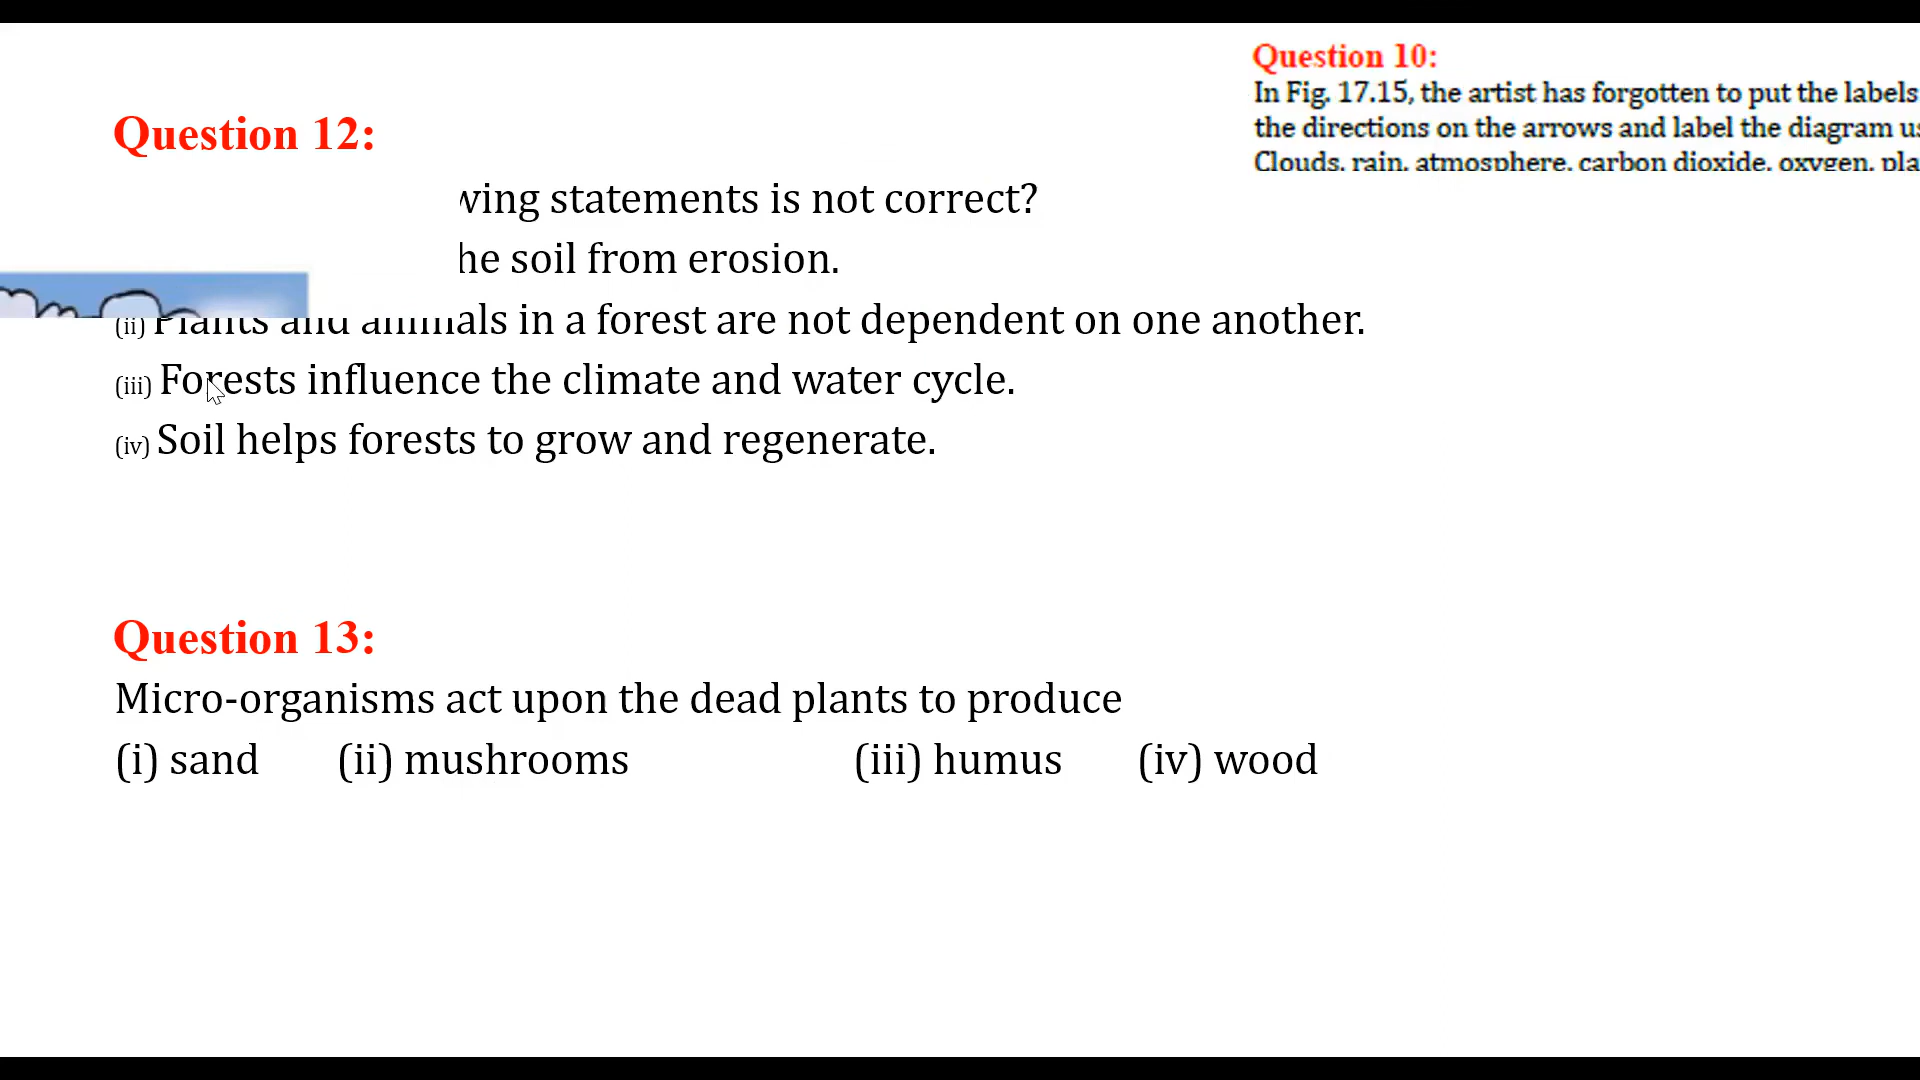 Question 12:
statements is not correct?
soil from erosion.
(ii) Plants and animals in a forest are not dependent on one another.
(iii) Forests influence the climate and water cycle.
(iv) Soil helps forests to grow and regenerate.
Question 13:
Micro-organisms act upon the dead plants to produce
(i) sand (ii) mushrooms (iii) humus (iv) wood
Question 10:
In Fig. 17.15, the artist has forgotten to put the labels
the directions on the arrows and label the diagram
Clouds, rain, atmosphere, carbon dioxide, oxygen,